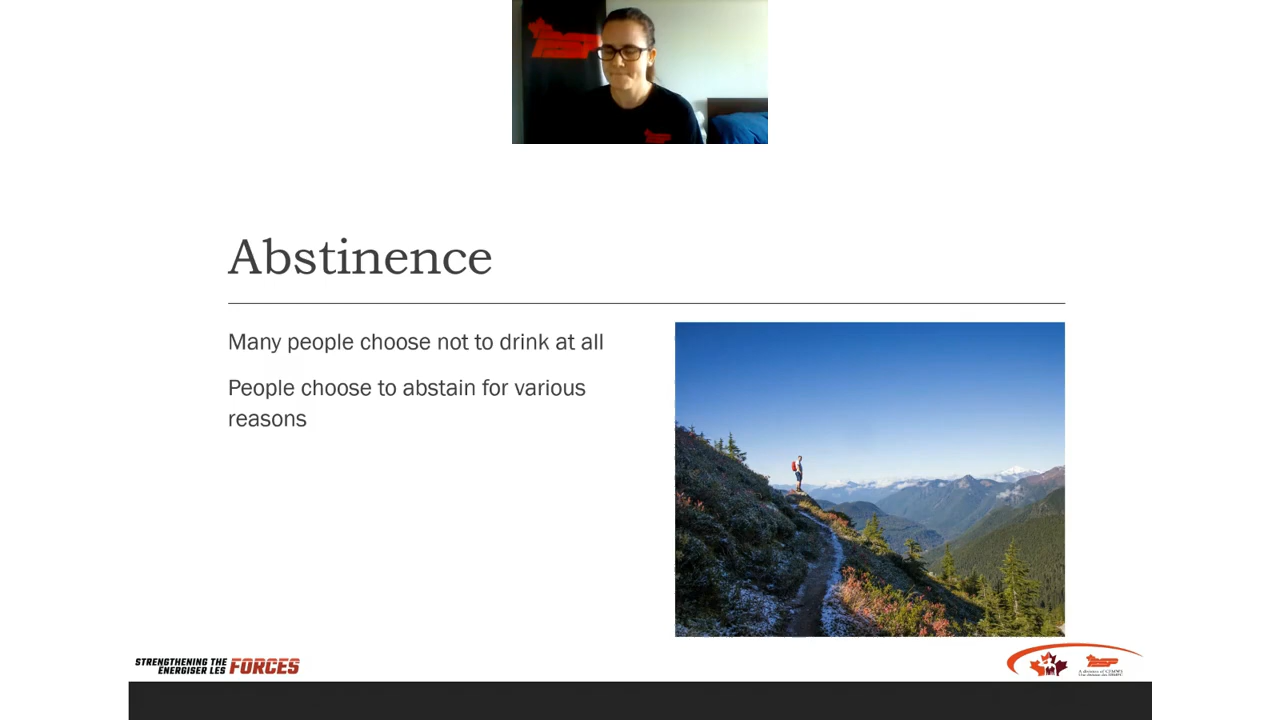 Abstinence
Many people choose not to drink at all
People choose to abstain for various
reasons
STRENGTHENING THE
ENERGISER LES
FORCES